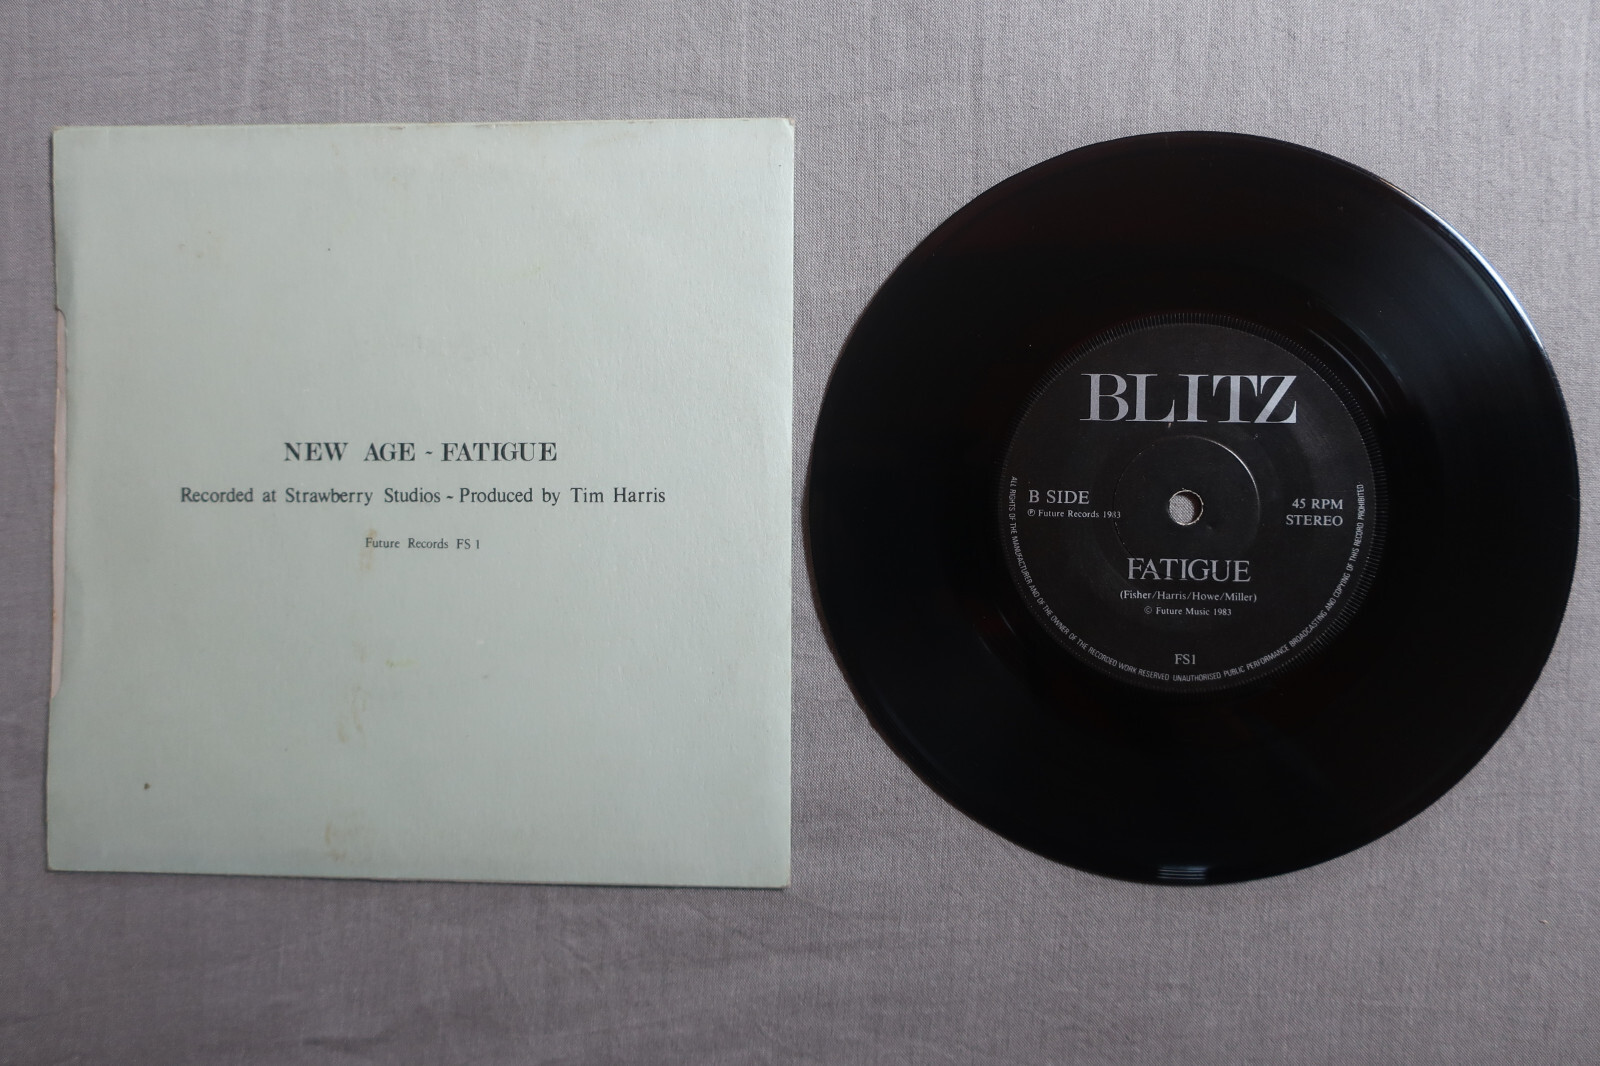 NEW AGE ~ FATIGUE
Recorded at Strawberry Studios ~ Produced by Tim Harris
Future Records FS 1
BLITZ
B SIDE
℗ Future Records 1983
45 RPM
STEREO
FATIGUE
(Fisher/Harris/Howe/Miller)
© Future Music 1983
FS1
ALL RIGHTS OF THE MANUFACTURER AND OF THE OWNER OF THE RECORDED WORK RESERVED UNAUTHORISED PUBLIC PERFORMANCE BROADCASTING AND COPYING OF THIS RECORD PROHIBITED